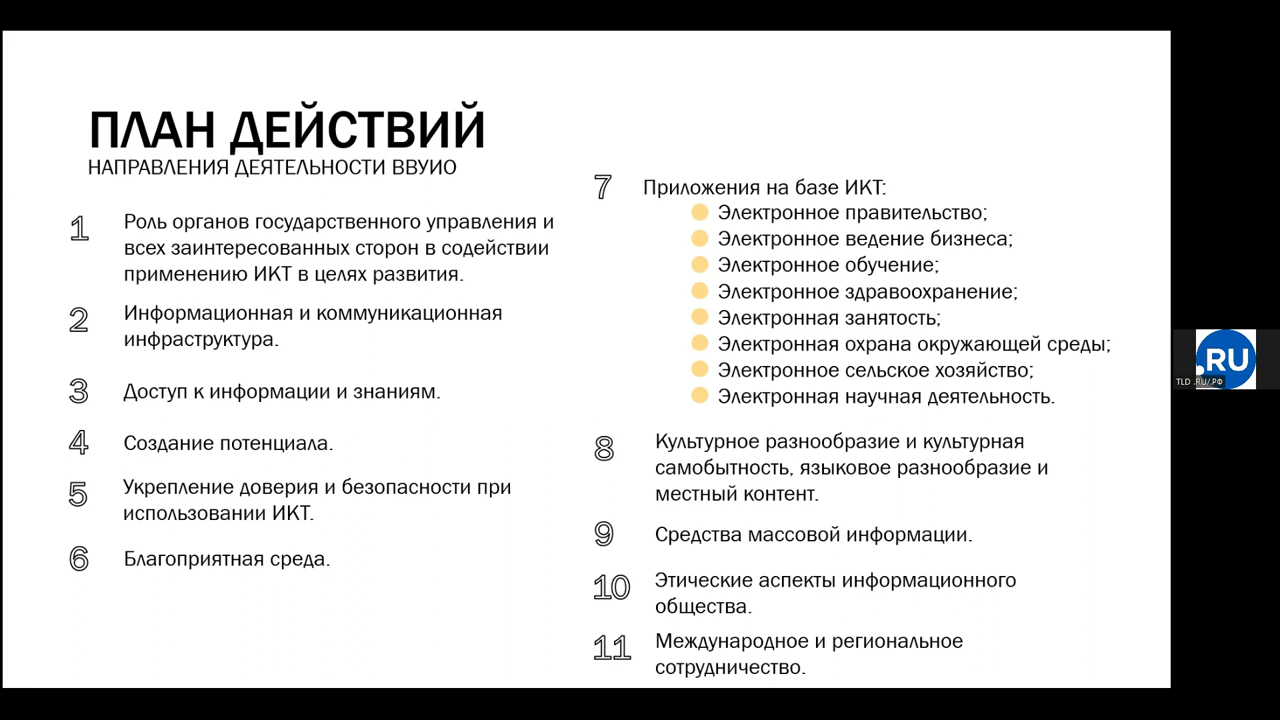 ПЛАН ДЕЙСТВИЙ
НАПРАВЛЕНИЯ ДЕЯТЕЛЬНОСТИ ВВУИО
1 Роль органов государственного управления и
всех заинтересованных сторон в содействии
применению ИКТ в целях развития.
2 Информационная и коммуникационная
инфраструктура.
3 Доступ к информации и знаниям.
4 Создание потенциала.
5 Укрепление доверия и безопасности при
использовании ИКТ.
6 Благоприятная среда.
7 Приложения на базе ИКТ:
Электронное правительство;
Электронное ведение бизнеса;
Электронное обучение;
Электронное здравоохранение;
Электронная занятость;
Электронная охрана окружающей среды;
Электронное сельское хозяйство;
Электронная научная деятельность.
8 Культурное разнообразие и культурная
самобытность, языковое разнообразие и
местный контент.
9 Средства массовой информации.
10 Этические аспекты информационного
общества.
11 Международное и региональное
сотрудничество.
.RU
TLD .RU/.РФ